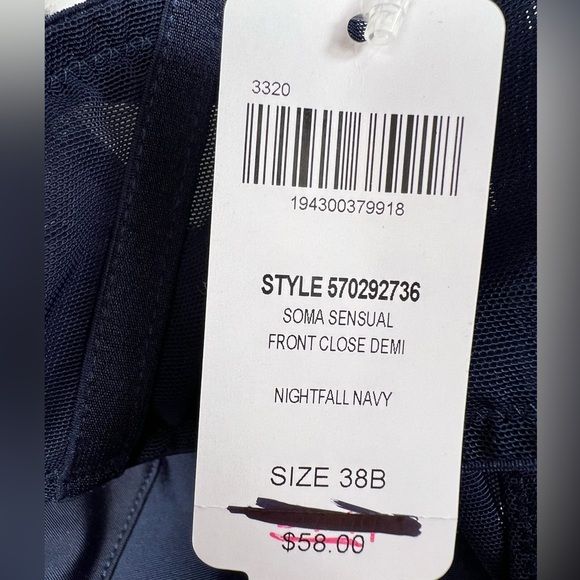 3320
194300379918
STYLE 570292736
SOMA SENSUAL
FRONT CLOSE DEMI
NIGHTFALL NAVY
SIZE 38B
$58.00